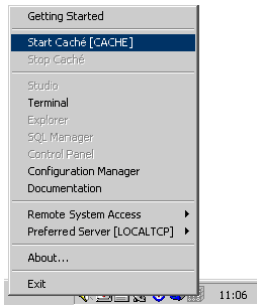 Getting Started
Start Caché [CACHE]
Stop Caché
Studio
Terminal
Explorer
SQL Manager
Control Panel
Configuration Manager
Documentation
Remote System Access
Preferred Server [LOCALTCP]
About...
Exit
11:06